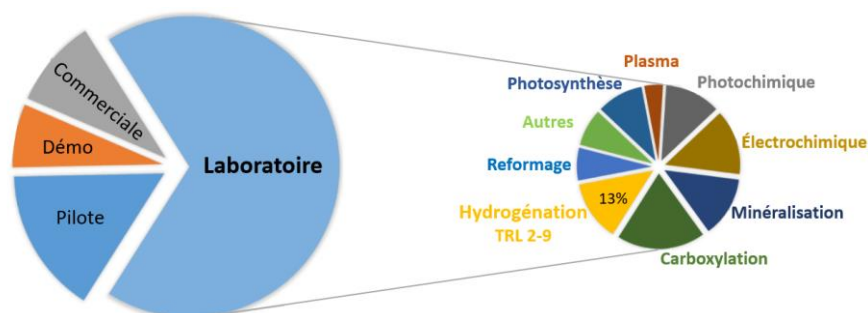 Commerciale
Démo
Pilote
Laboratoire
Plasma
Photosynthèse
Photochimique
Autres
Électrochimique
Reformage
Minéralisation
13%
Hydrogénation
TRL 2-9
Carboxylation